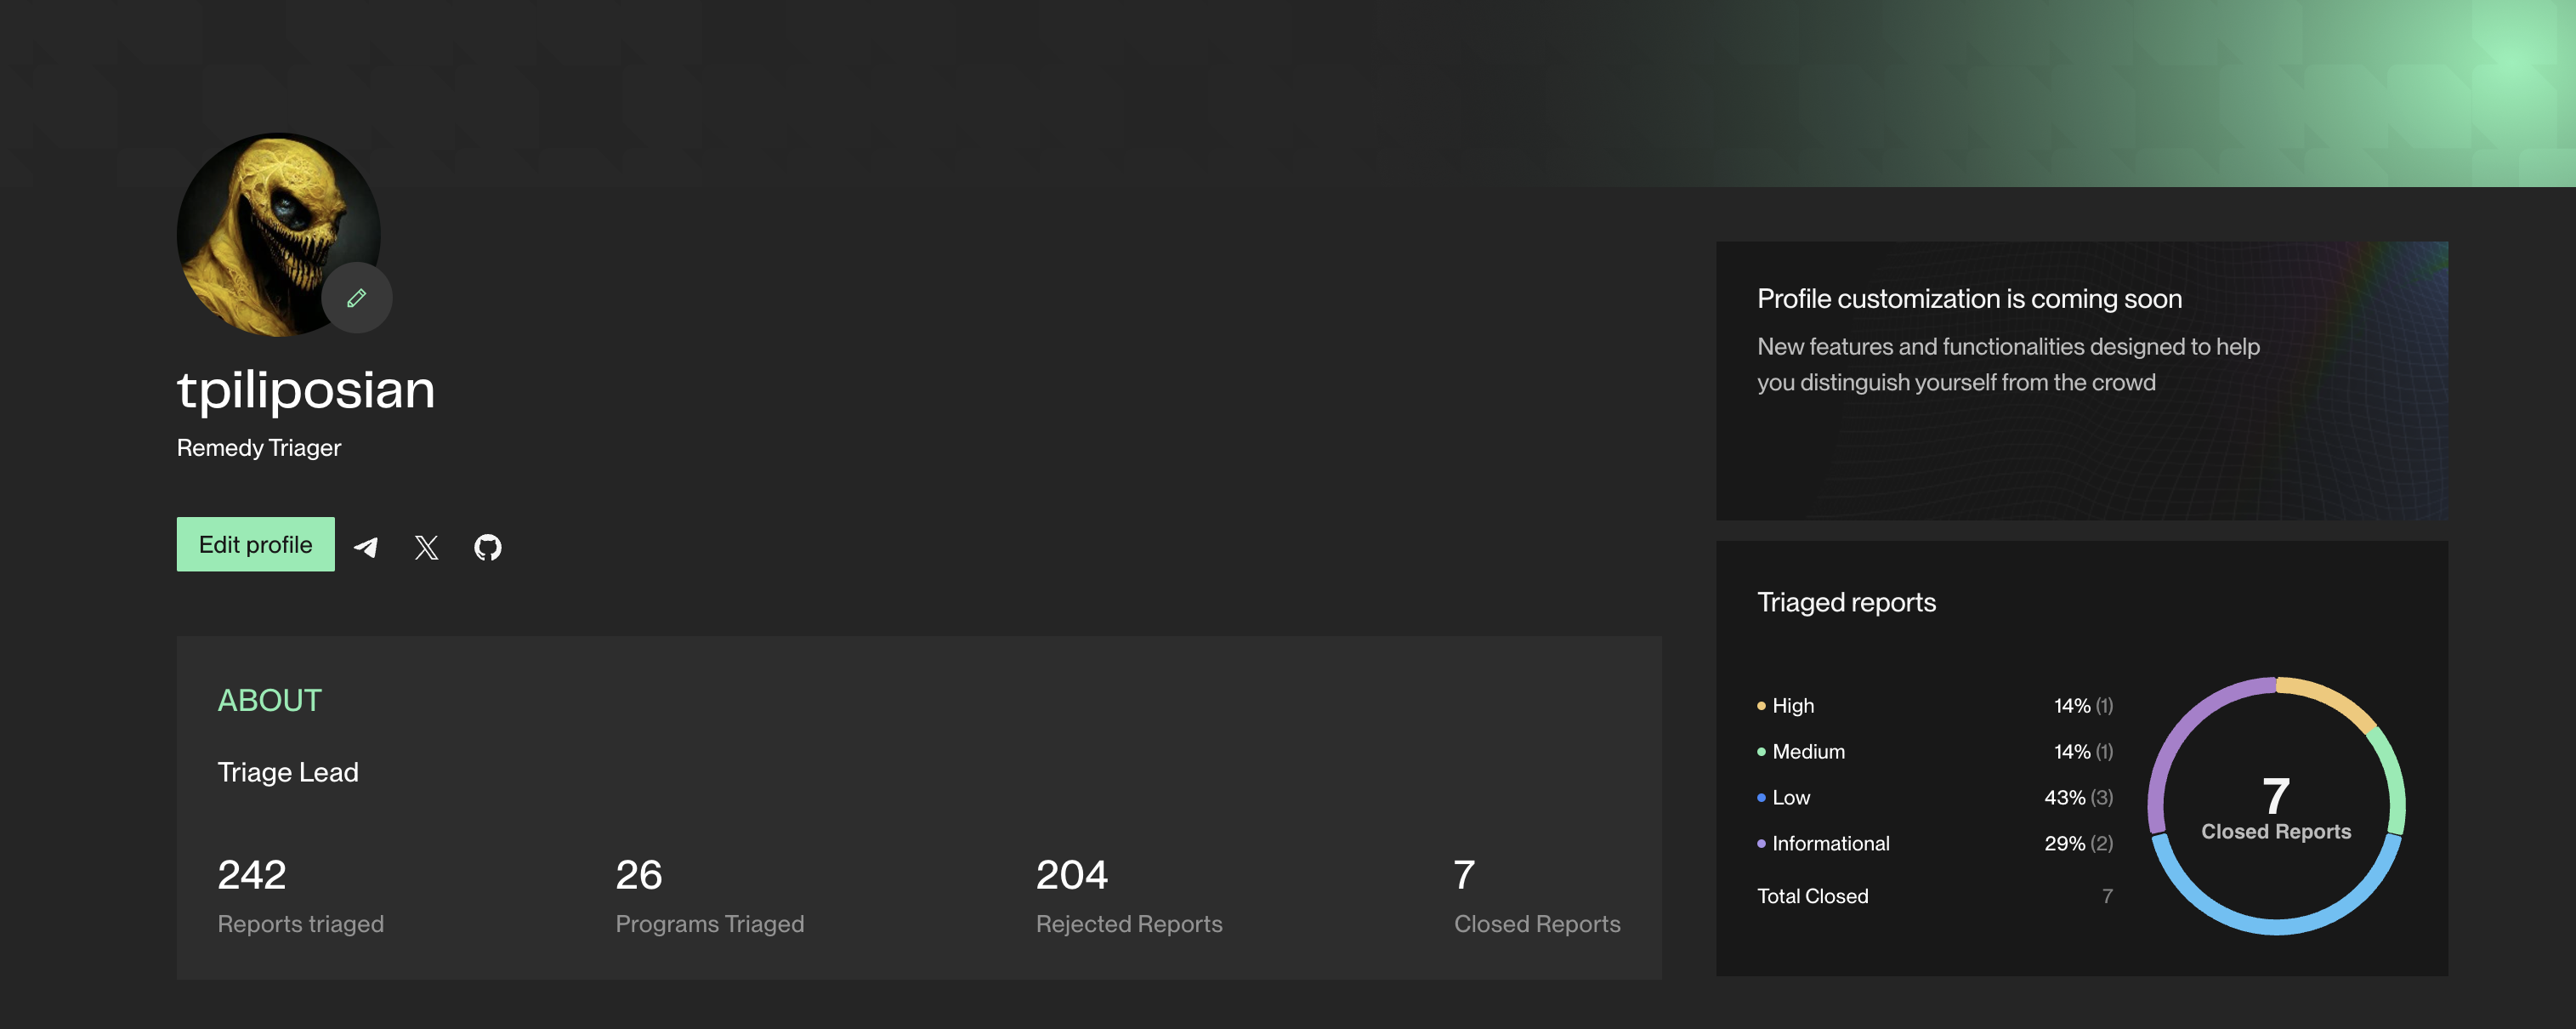 tpiliposian
Remedy Triager
Edit profile
ABOUT
Triage Lead
242
Reports triaged
26
Programs Triaged
204
Rejected Reports
7
Closed Reports
Profile customization is coming soon
New features and functionalities designed to help
you distinguish yourself from the crowd
Triaged reports
High 14% (1)
Medium 14% (1)
Low 43% (3)
Informational 29% (2)
Total Closed 7
7
Closed Reports